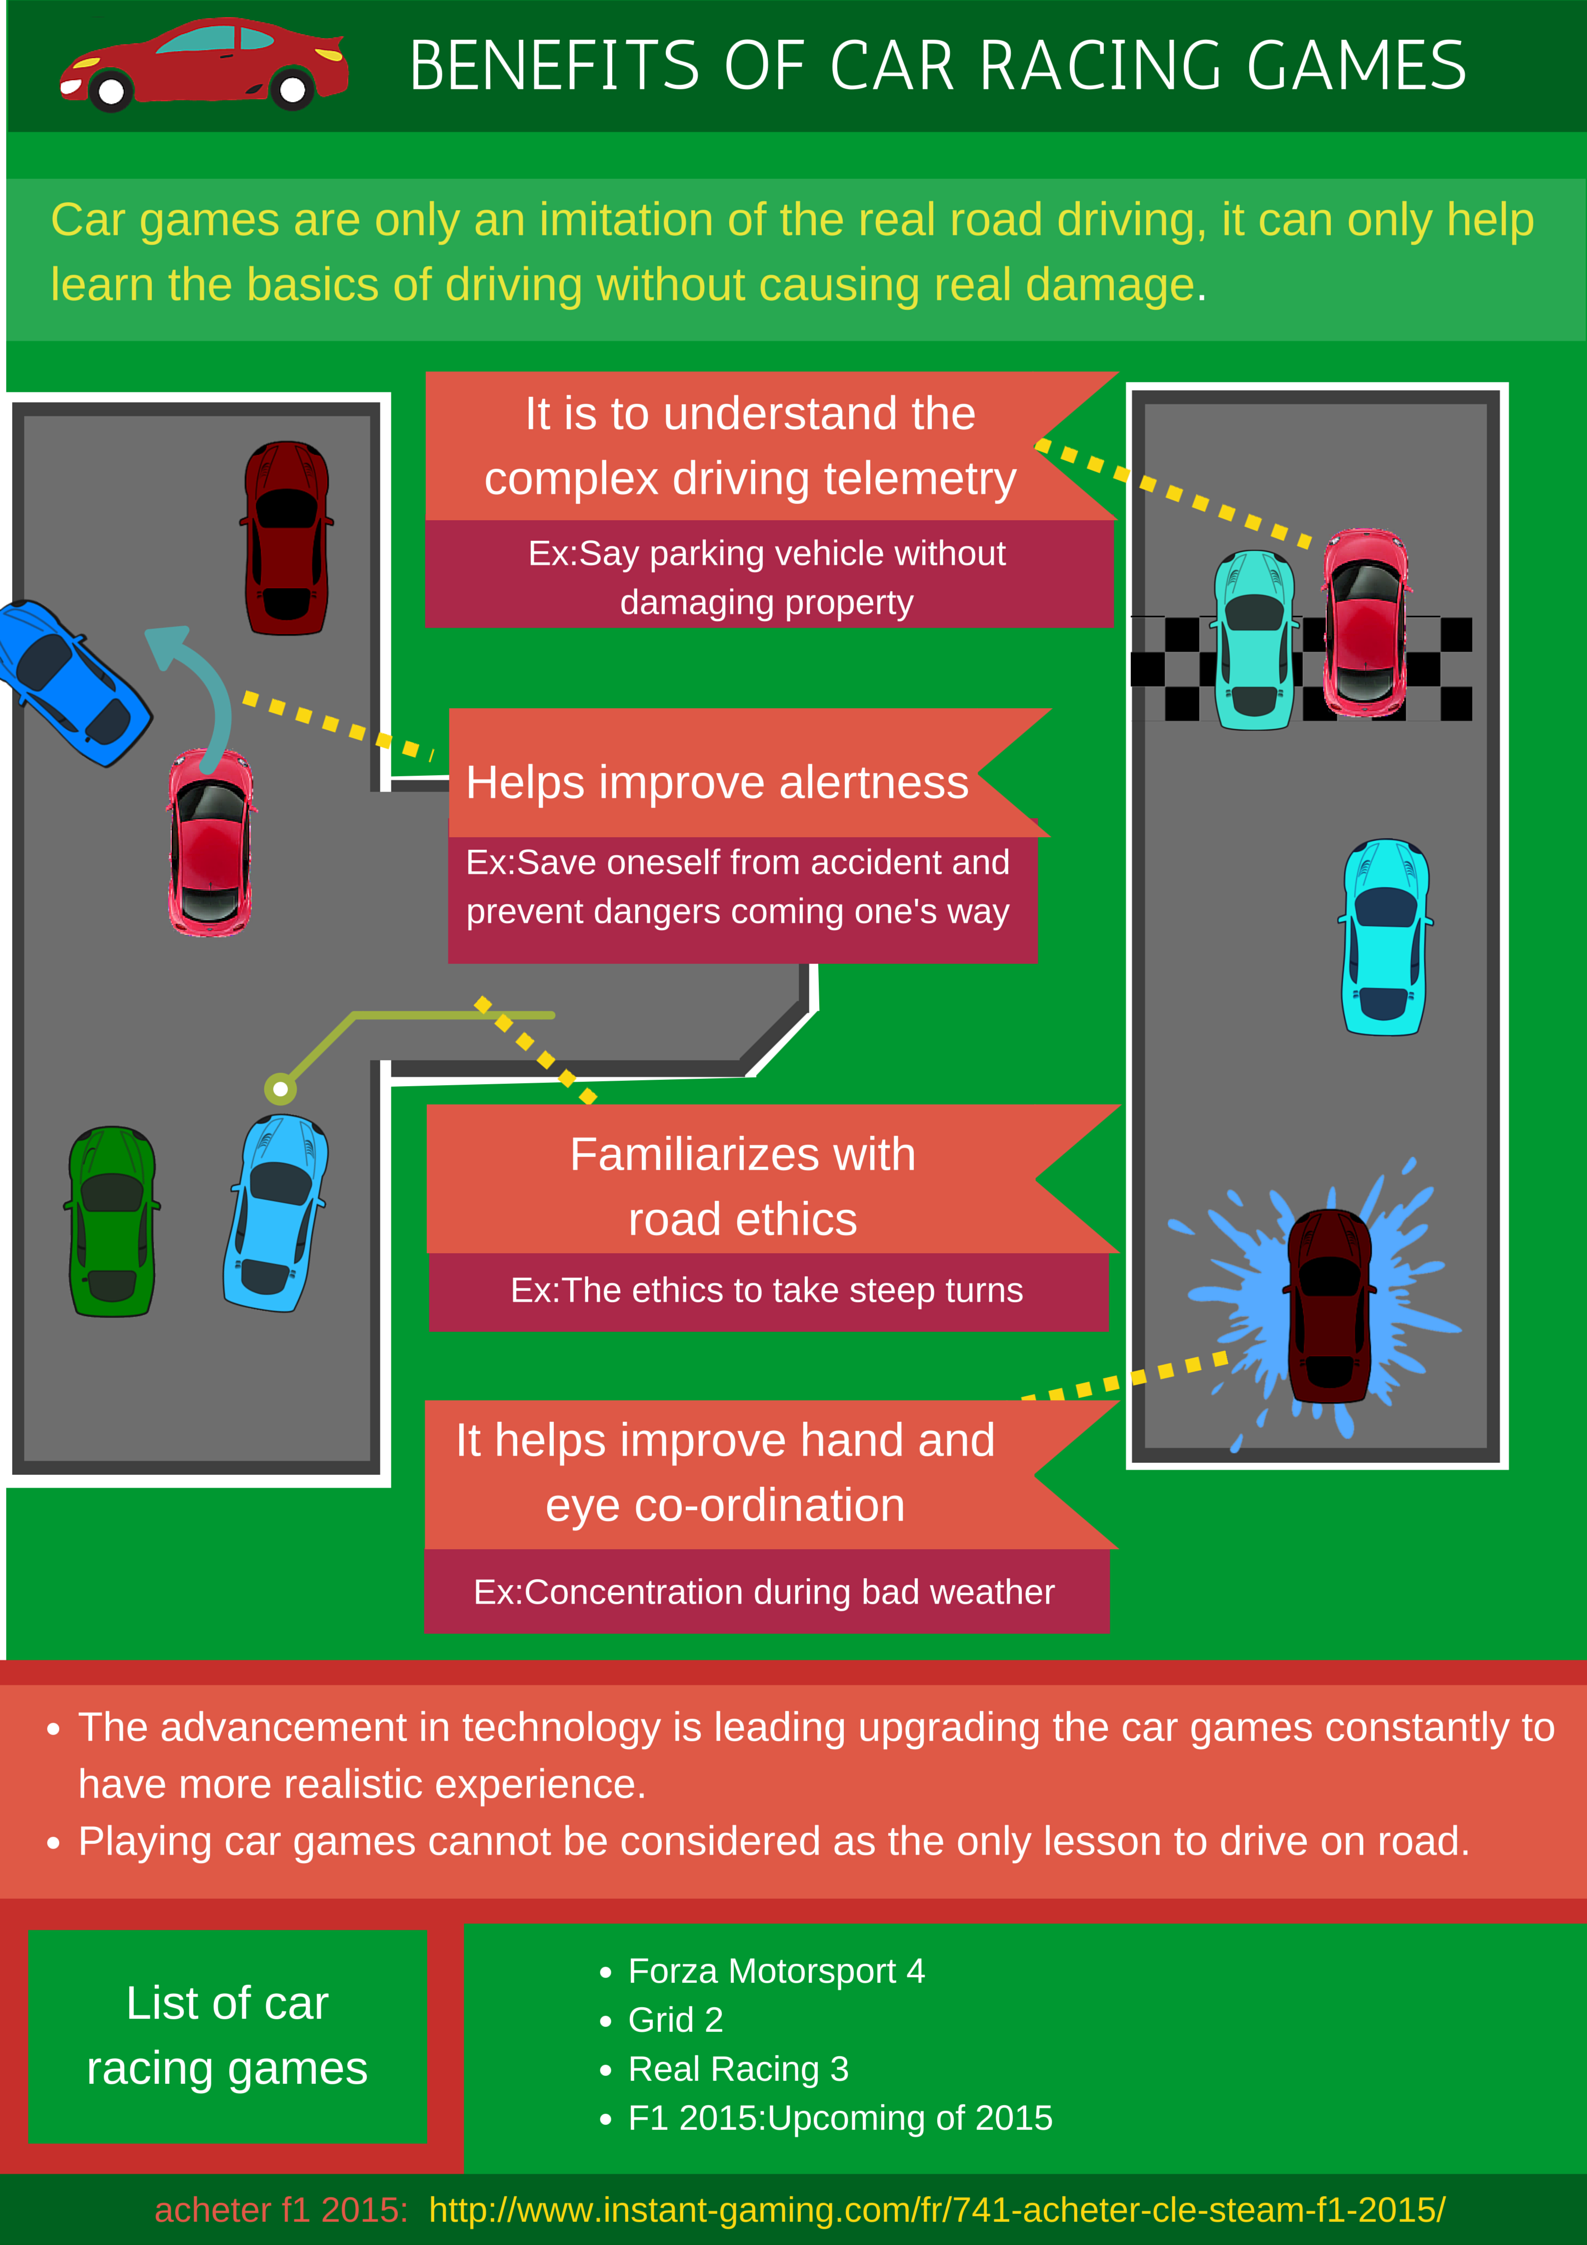 BENEFITS OF CAR RACING GAMES
Car games are only an imitation of the real road driving, it can only help
learn the basics of driving without causing real damage.
It is to understand the
complex driving telemetry
Ex:Say parking vehicle without
damaging property
Helps improve alertness
Ex:Save oneself from accident and
prevent dangers coming one's way
Familiarizes with
road ethics
Ex:The ethics to take steep turns
It helps improve hand and
eye co-ordination
Ex:Concentration during bad weather
• The advancement in technology is leading upgrading the car games constantly to
have more realistic experience.
• Playing car games cannot be considered as the only lesson to drive on road.
List of car
racing games
• Forza Motorsport 4
• Grid 2
• Real Racing 3
• F1 2015:Upcoming of 2015
acheter f1 2015: http://www.instant-gaming.com/fr/741-acheter-cle-steam-f1-2015/